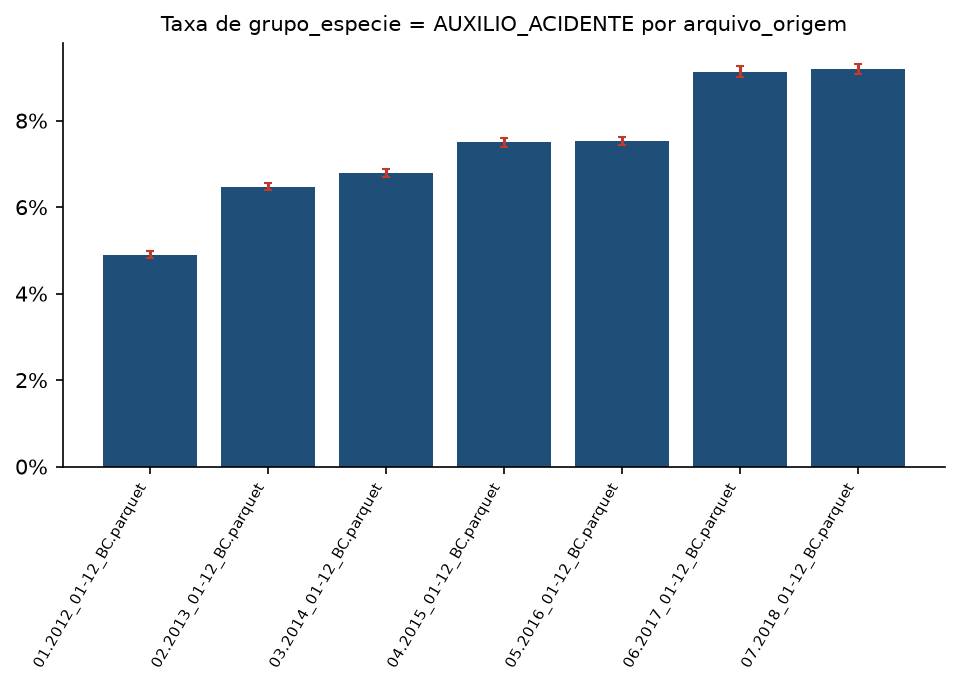 Taxa de grupo_especie = AUXILIO_ACIDENTE por arquivo_origem
8%
6%
4%
2%
0%
01.2012_01-12_BC.parquet
02.2013_01-12_BC.parquet
03.2014_01-12_BC.parquet
04.2015_01-12_BC.parquet
05.2016_01-12_BC.parquet
06.2017_01-12_BC.parquet
07.2018_01-12_BC.parquet